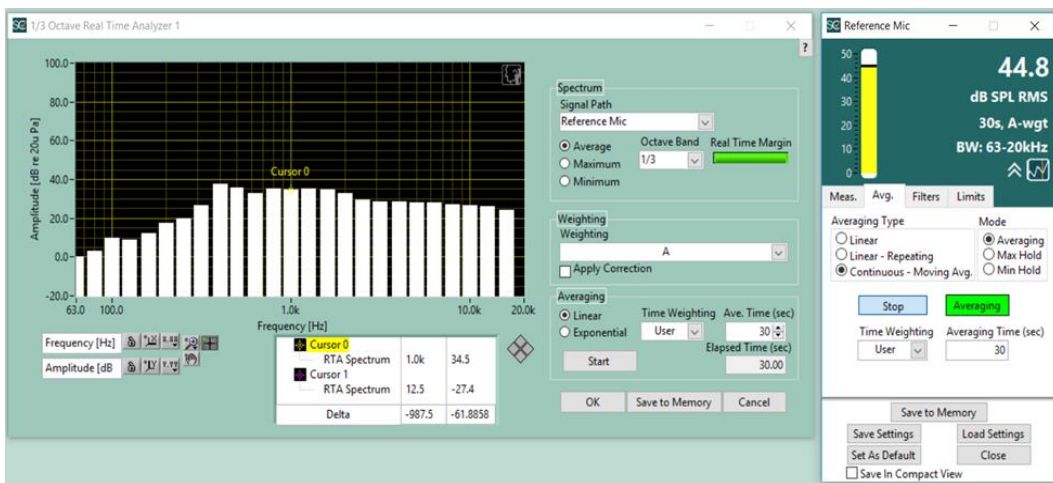 SC 1/3 Octave Real Time Analyzer 1
?
100.0
80.0
60.0
40.0
20.0
0.0
-20.0
Amplitude [dB re 20u Pa]
Cursor 0
63.0 100.0 1.0k 10.0k 20.0k
Frequency [Hz]
Frequency [Hz]
Amplitude [dB
Cursor 0
RTA Spectrum 1.0k 34.5
Cursor 1
RTA Spectrum 12.5 -27.4
Delta -987.5 -61.8858
Spectrum
Signal Path
Reference Mic
Average
Maximum
Minimum
Octave Band
1/3
Real Time Margin
Weighting
Weighting
A
Apply Correction
Averaging
Linear
Exponential
Time Weighting
User
Ave. Time (sec)
30
Start
Elapsed Time (sec)
30.00
OK Save to Memory Cancel
SC Reference Mic
50
40
30
20
10
0
44.8
dB SPL RMS
30s, A-wgt
BW: 63-20kHz
Meas. Avg. Filters Limits
Averaging Type
Linear
Linear - Repeating
Continuous - Moving Avg.
Mode
Averaging
Max Hold
Min Hold
Stop Averaging
Time Weighting Averaging Time (sec)
User 30
Save to Memory
Save Settings Load Settings
Set As Default Close
Save In Compact View